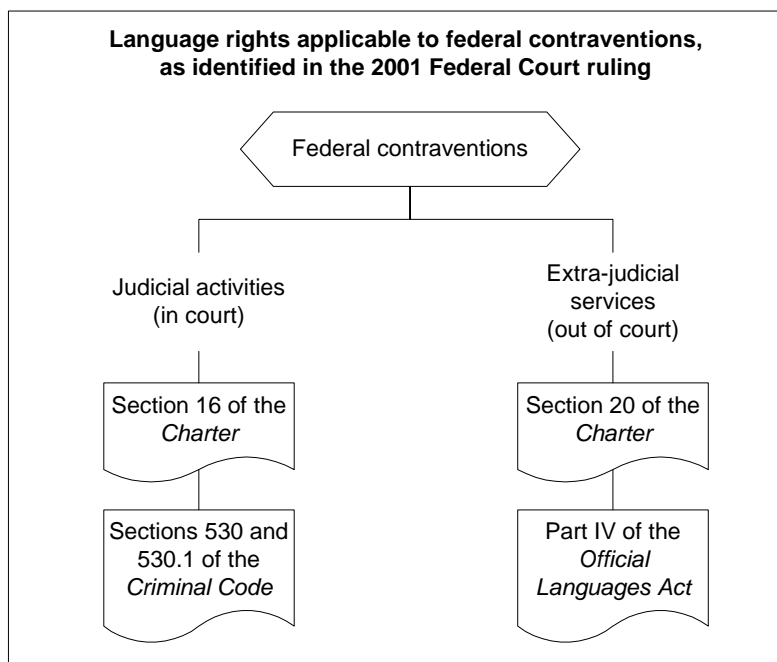 Language rights applicable to federal contraventions,
as identified in the 2001 Federal Court ruling
Federal contraventions
Judicial activities
(in court)
Extra-judicial
services
(out of court)
Section 16 of the
Charter
Section 20 of the
Charter
Sections 530 and
530.1 of the
Criminal Code
Part IV of the
Official
Languages Act